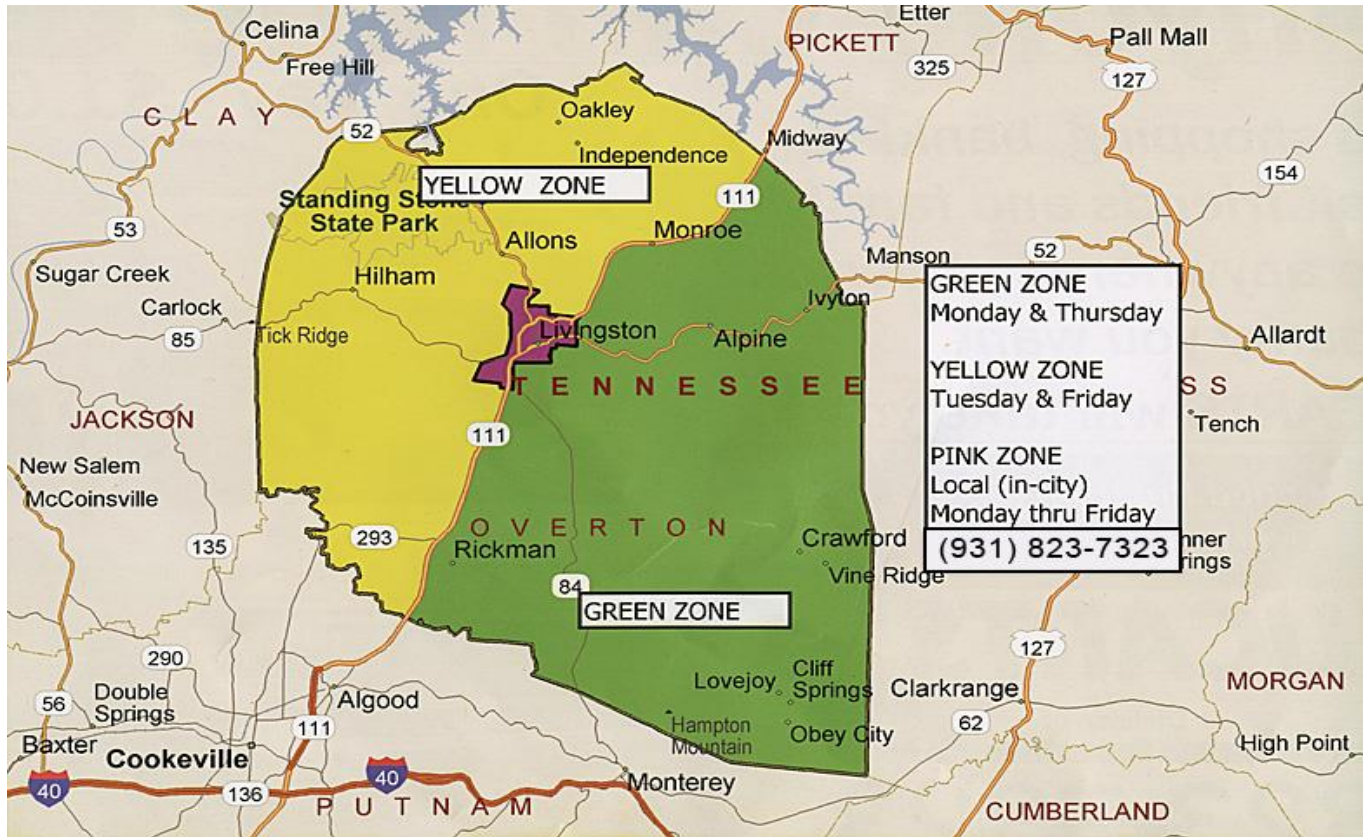 Etter
Celina
PICKETT
Pall Mall
Free Hill
325
127
Oakley
C L A Y
52
Midway
Independence
154
YELLOW ZONE
Standing Stone
State Park
111
53
Allons
Monroe
52
Manson
Sugar Creek
Hilham
Ivyton
Carlock
Tick Ridge
85
Livingston
Alpine
Allardt
GREEN ZONE
Monday & Thursday
YELLOW ZONE
Tuesday & Friday
PINK ZONE
Local (in-city)
Monday thru Friday
(931) 823-7323
T E N N E S S E E
S S
JACKSON
Tench
111
New Salem
McCoinsville
O V E R T O N
293
Rickman
Crawford
135
Vine Ridge
nner
rings
84
GREEN ZONE
127
290
Double
Springs
Algood
Lovejoy
Cliff
Springs
Clarkrange
MORGAN
56
111
Hampton
Mountain
Obey City
62
Baxter
Cookeville
High Point
40
136
40
Monterey
P U T N A M
CUMBERLAND